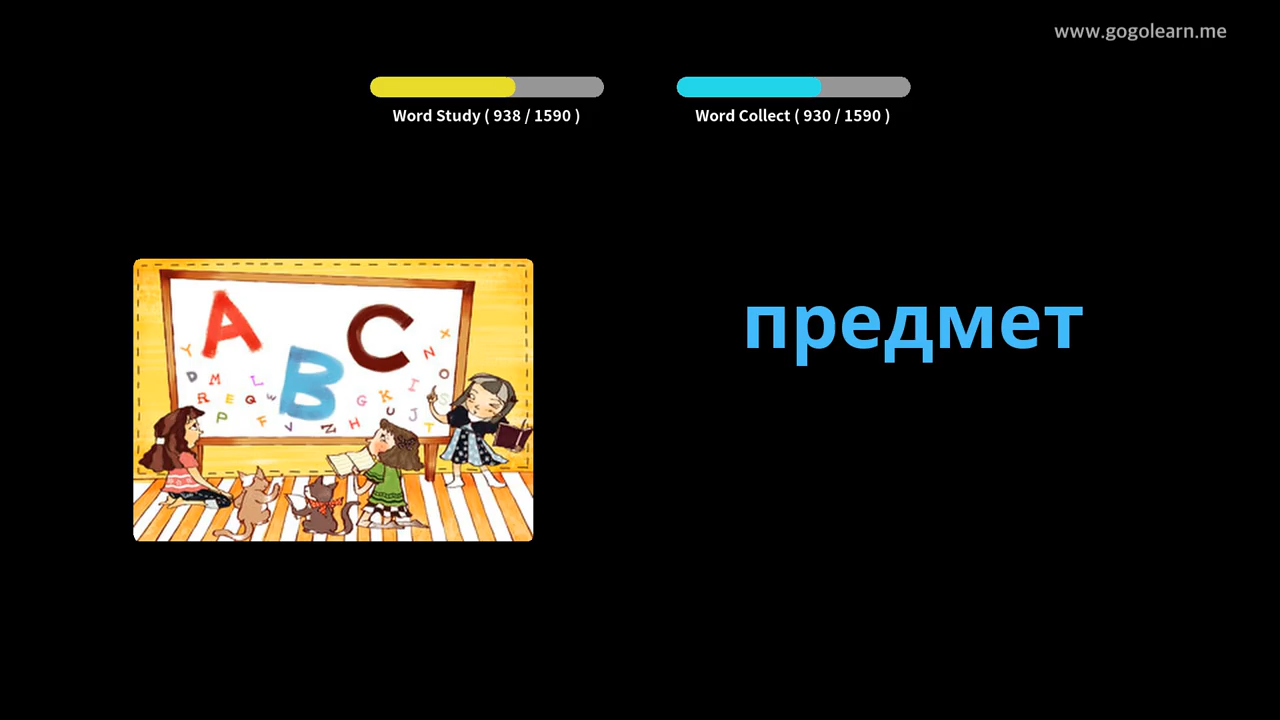 www.gogolearn.me
Word Study ( 938 / 1590 )
Word Collect ( 930 / 1590 )
A
C
B
X
Y
N
D
M
L
O
I
R
E
Q
W
G
K
S
P
F
V
Z
H
U
J
T
предмет